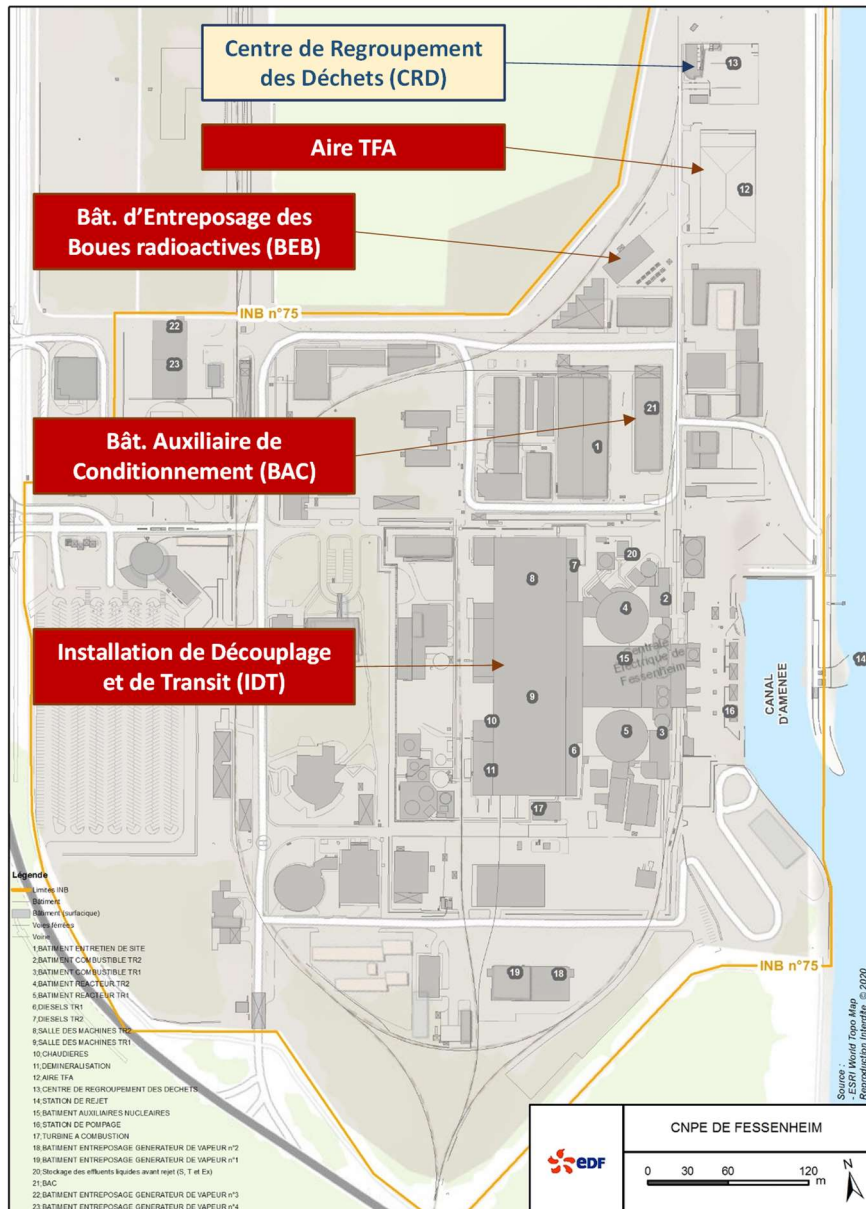 Centre de Regroupement
des Déchets (CRD)
13
Aire TFA
12
Bât. d'Entreposage des
Boues radioactives (BEB)
INB n°75
22
23
21
Bât. Auxiliaire de
Conditionnement (BAC)
1
20
7
8
2
4
Installation de Découplage
et de Transit (IDT)
15
Centrale
Électrique de
Fessenheim
14
CANAL
D'AMENEE
9
16
10
5
3
6
11
17
INB n°75
19
18
Légende
Limites INB
Bâtiment
Bâtiment (surfacique)
Voies ferrées
Voirie
1;BATIMENT ENTRETIEN DE SITE
2;BATIMENT COMBUSTIBLE TR2
3;BATIMENT COMBUSTIBLE TR1
4;BATIMENT REACTEUR TR2
5;BATIMENT REACTEUR TR1
6;DIESELS TR1
7;DIESELS TR2
8;SALLE DES MACHINES TR2
9;SALLE DES MACHINES TR1
10;CHAUDIERES
11;DEMINERALISATION
12;AIRE TFA
13;CENTRE DE REGROUPEMENT DES DECHETS
14;STATION DE REJET
15;BATIMENT AUXILIAIRES NUCLEAIRES
16;STATION DE POMPAGE
17;TURBINE A COMBUSTION
18;BATIMENT ENTREPOSAGE GENERATEUR DE VAPEUR n°2
19;BATIMENT ENTREPOSAGE GENERATEUR DE VAPEUR n°1
20;Stockage des effluents liquides avant rejet (S, T et Ex)
21;BAC
22;BATIMENT ENTREPOSAGE GENERATEUR DE VAPEUR n°3
23;BATIMENT ENTREPOSAGE GENERATEUR DE VAPEUR n°4
Source :
- ESRI World Topo Map
Reproduction Interdite © 2020
eDF
CNPE DE FESSENHEIM
0 30 60 120
m
N